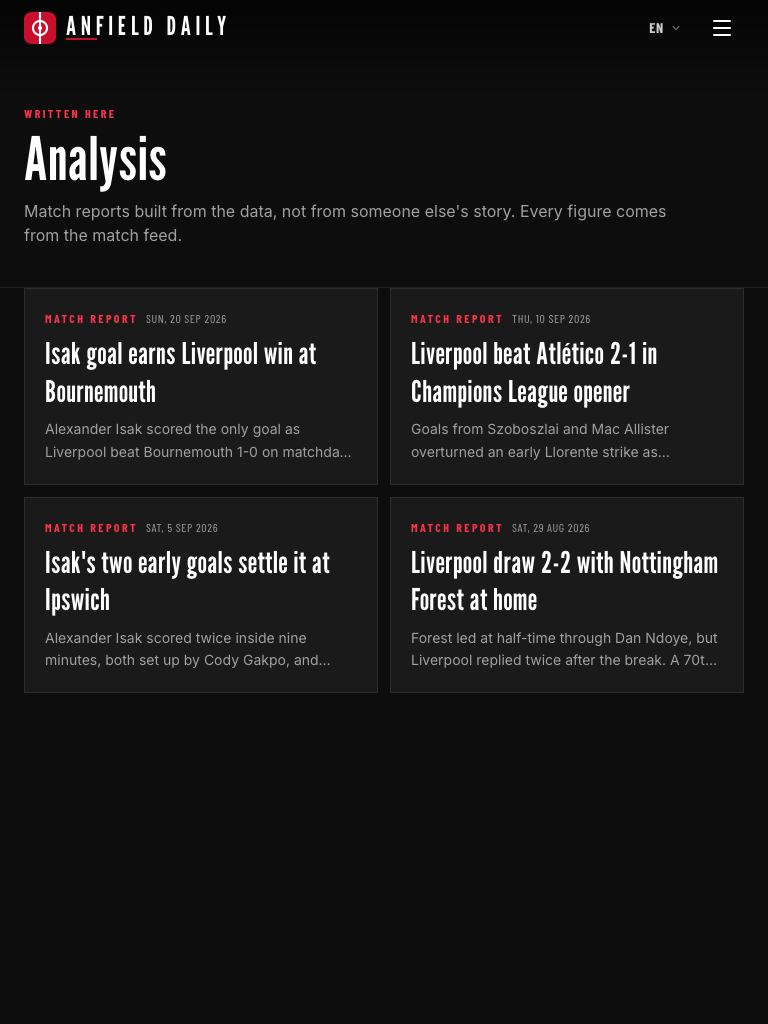 ANFIELD DAILY
EN
WRITTEN HERE
Analysis
Match reports built from the data, not from someone else's story. Every figure comes
from the match feed.
MATCH REPORT SUN, 20 SEP 2026
Isak goal earns Liverpool win at
Bournemouth
Alexander Isak scored the only goal as
Liverpool beat Bournemouth 1-0 on matchda...
MATCH REPORT THU, 10 SEP 2026
Liverpool beat Atlético 2-1 in
Champions League opener
Goals from Szoboszlai and Mac Allister
overturned an early Llorente strike as...
MATCH REPORT SAT, 5 SEP 2026
Isak's two early goals settle it at
Ipswich
Alexander Isak scored twice inside nine
minutes, both set up by Cody Gakpo, and...
MATCH REPORT SAT, 29 AUG 2026
Liverpool draw 2-2 with Nottingham
Forest at home
Forest led at half-time through Dan Ndoye, but
Liverpool replied twice after the break. A 70t...